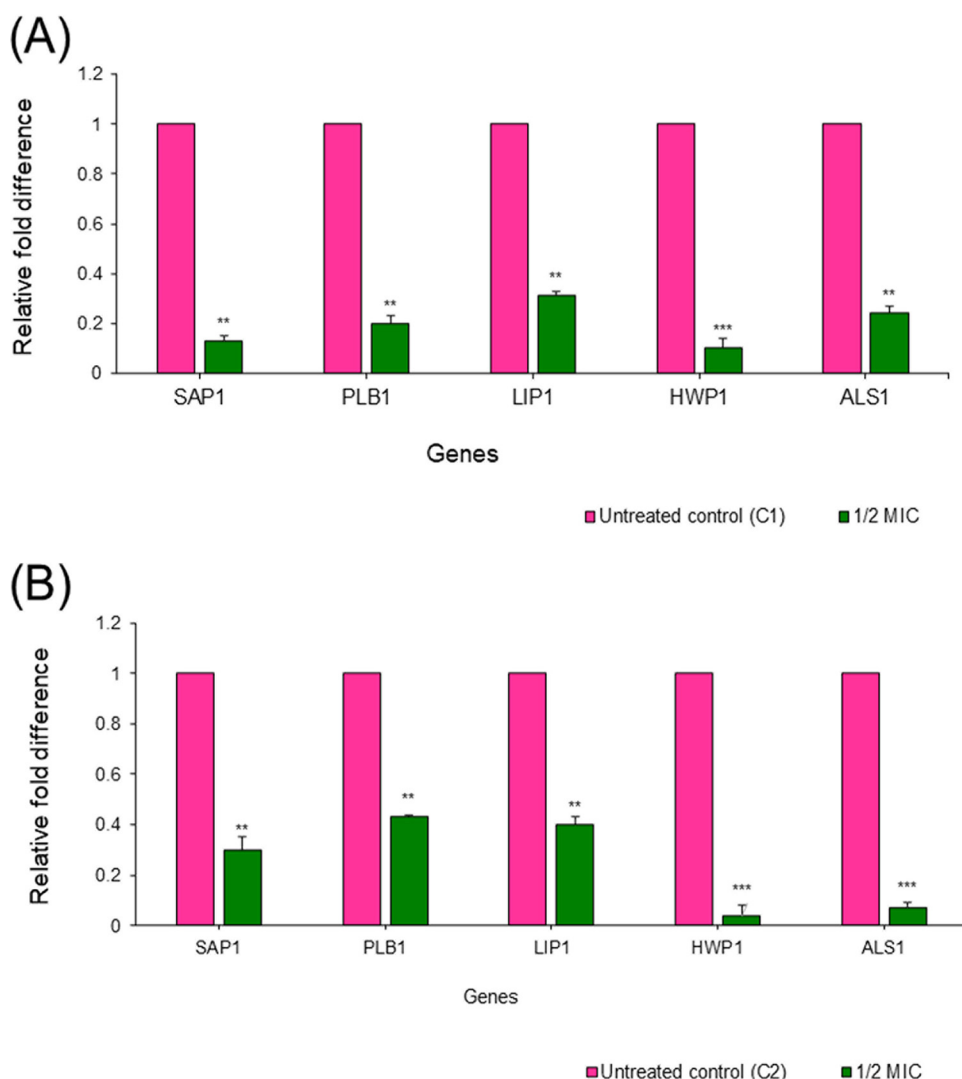 (A)
1.2
1
0.8
0.6
0.4
0.2
0
Relative fold difference
**
**
**
***
**
SAP1 PLB1 LIP1 HWP1 ALS1
Genes
Untreated control (C1) 1/2 MIC
(B)
1.2
1
0.8
0.6
0.4
0.2
0
Relative fold difference
**
**
**
***
***
SAP1 PLB1 LIP1 HWP1 ALS1
Genes
Untreated control (C2) 1/2 MIC